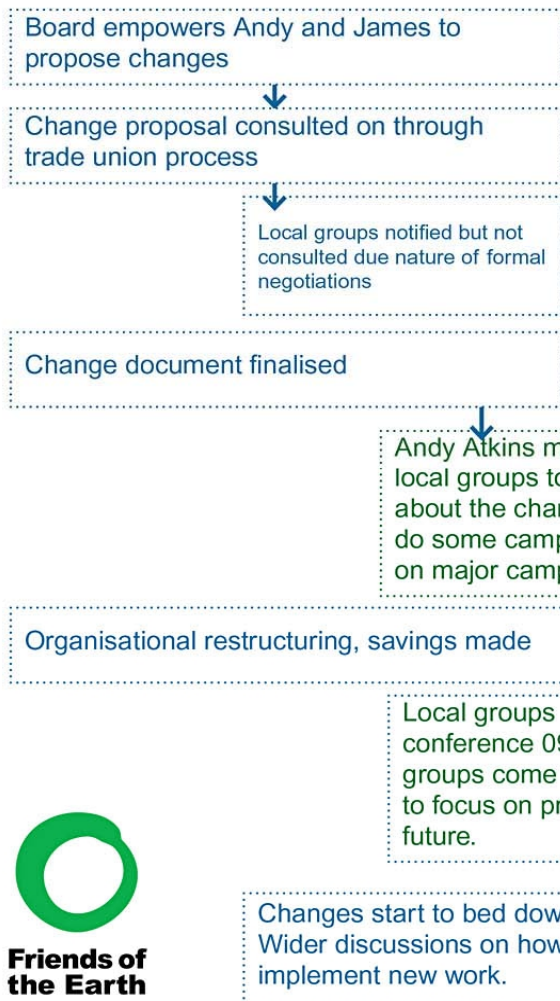 Board empowers Andy and James to
propose changes
Change proposal consulted on through
trade union process
Local groups notified but not
consulted due nature of formal
negotiations
Change document finalised
Andy Atkins
local groups
about the
do some
on major
Organisational restructuring, savings made
Local groups
conference
groups come
to focus on
future.
Changes start to bed
Wider discussions on how
implement new work.
Friends of
the Earth